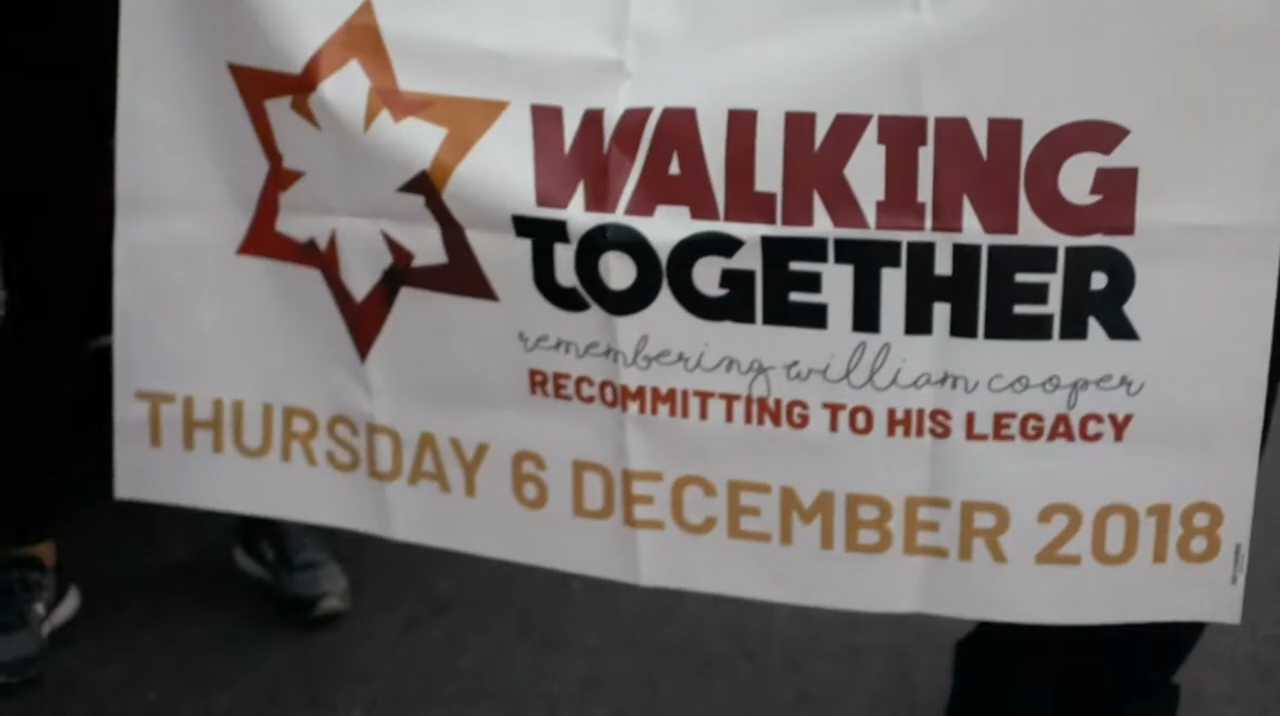 WALKING
TOGETHER
remembering william cooper
RECOMMITTING TO HIS LEGACY
THURSDAY 6 DECEMBER 2018